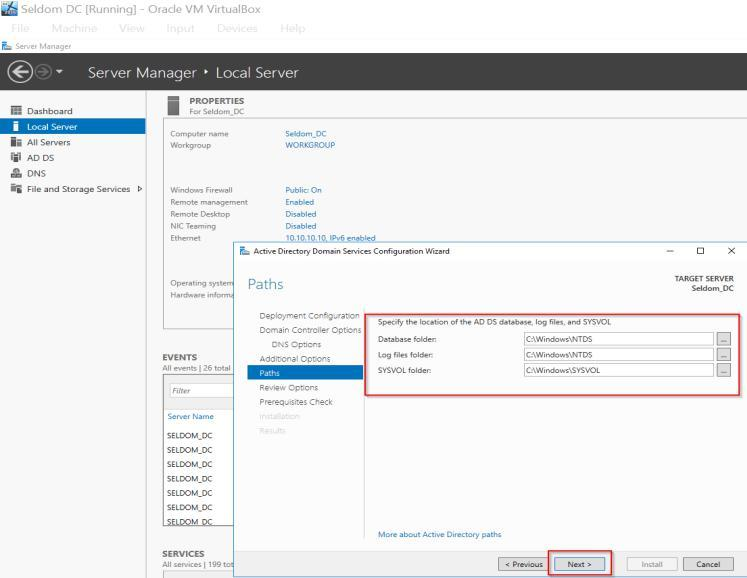 Seldom DC [Running] - Oracle VM VirtualBox
File Machine View Input Devices Help
Server Manager
Server Manager • Local Server
Dashboard
Local Server
All Servers
AD DS
DNS
File and Storage Services
PROPERTIES
For Seldom_DC
Computer name Seldom_DC
Workgroup WORKGROUP
Windows Firewall Public: On
Remote management Enabled
Remote Desktop Disabled
NIC Teaming Disabled
Ethernet 10.10.10.10, IPv6 enabled
Operating system
Hardware informa
EVENTS
All events | 26 total
Filter
Server Name
SELDOM_DC
SELDOM_DC
SELDOM_DC
SELDOM_DC
SELDOM_DC
SELDOM_DC
SELDOM_DC
SERVICES
All services | 199 tot
Active Directory Domain Services Configuration Wizard
Paths
TARGET SERVER
Seldom_DC
Deployment Configuration
Domain Controller Options
DNS Options
Additional Options
Paths
Review Options
Prerequisites Check
Installation
Results
Specify the location of the AD DS database, log files, and SYSVOL
Database folder: C:\Windows\NTDS ...
Log files folder: C:\Windows\NTDS ...
SYSVOL folder: C:\Windows\SYSVOL ...
More about Active Directory paths
< Previous Next > Install Cancel